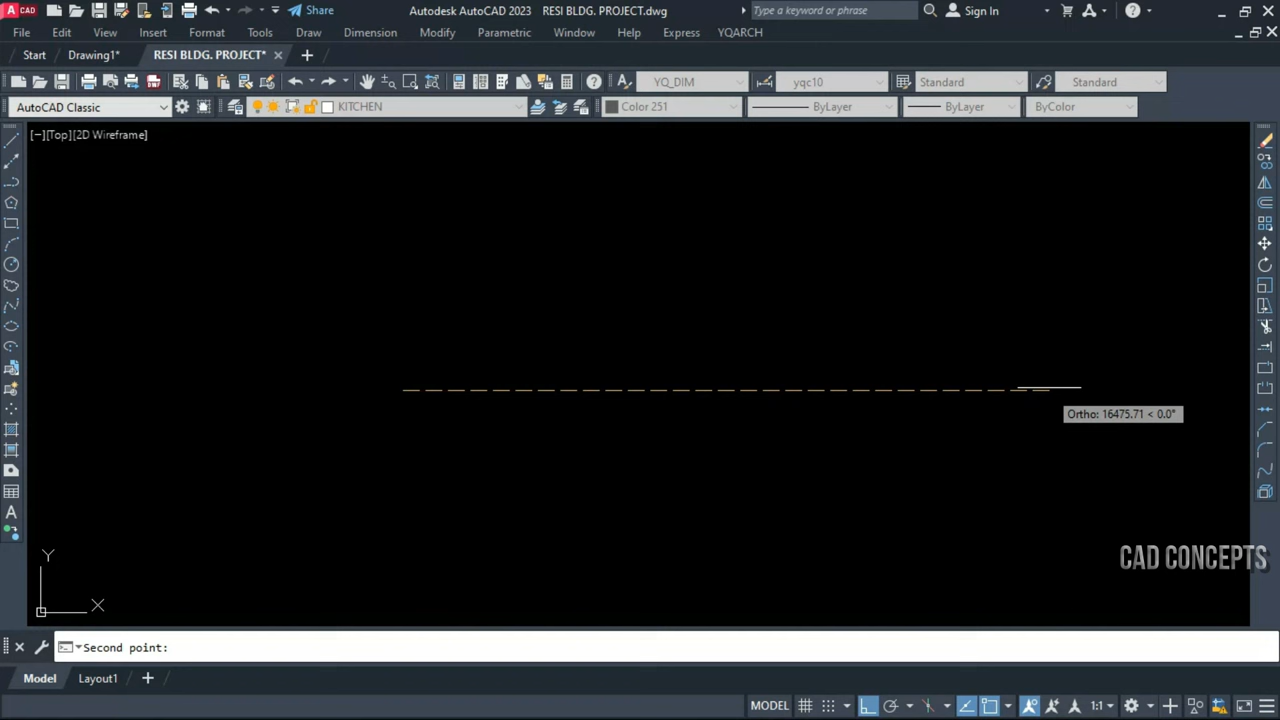 CAD
Share
Autodesk AutoCAD 2023 RESI BLDG. PROJECT.dwg
Type a keyword or phrase
Sign In
File Edit View Insert Format Tools Draw Dimension Modify Parametric Window Help Express YQARCH
Start
Drawing1*
RESI BLDG. PROJECT*
YQ_DIM
yqc10
Standard
Standard
AutoCAD Classic
KITCHEN
Color 251
ByLayer
ByLayer
ByColor
[−][Top][2D Wireframe]
Ortho: 16475.71 < 0.0°
CAD CONCEPTS
Y
X
Second point:
Model
Layout1
MODEL
1:1